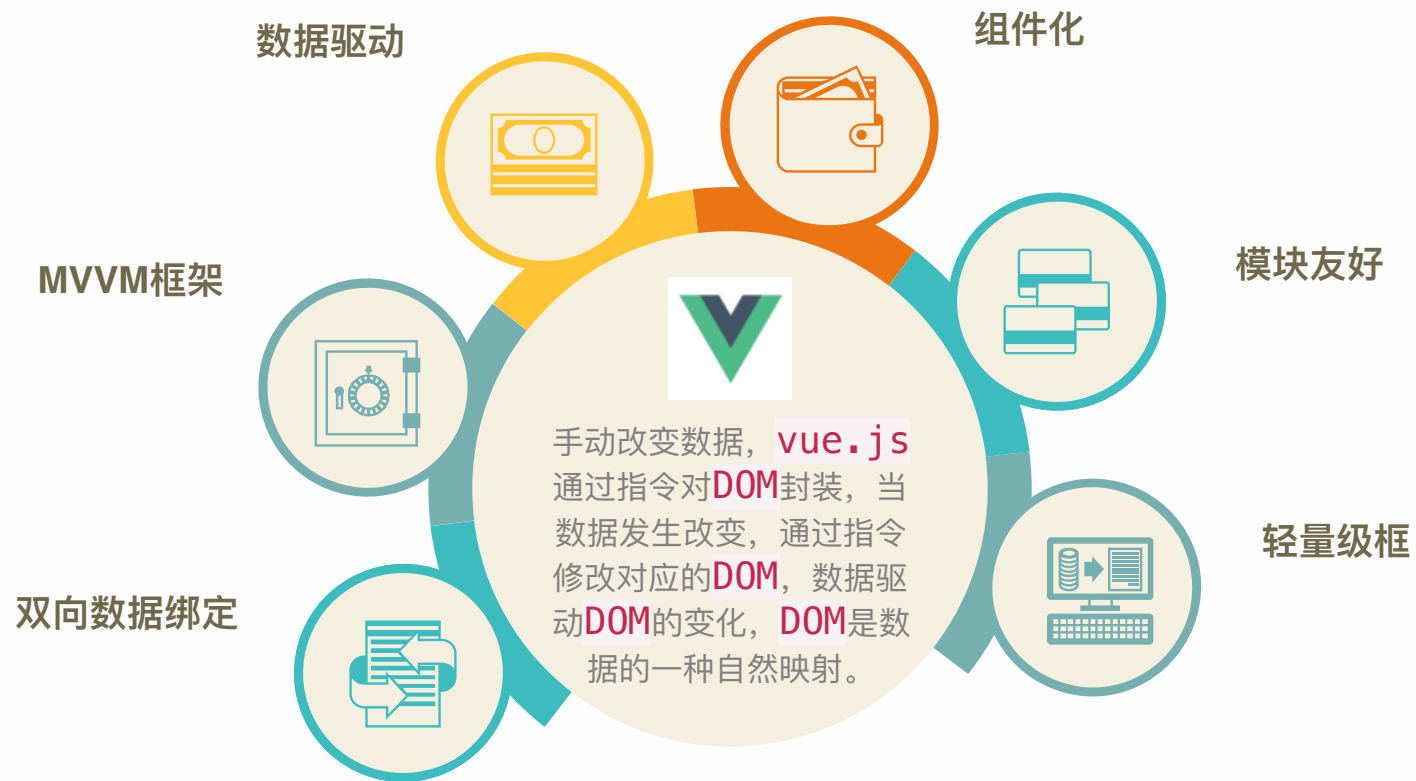 数据驱动
组件化
MVVM框架
模块友好
双向数据绑定
轻量级框
手动改变数据，vue.js
通过指令对DOM封装，当
数据发生改变，通过指令
修改对应的DOM，数据驱
动DOM的变化，DOM是数
据的一种自然映射。